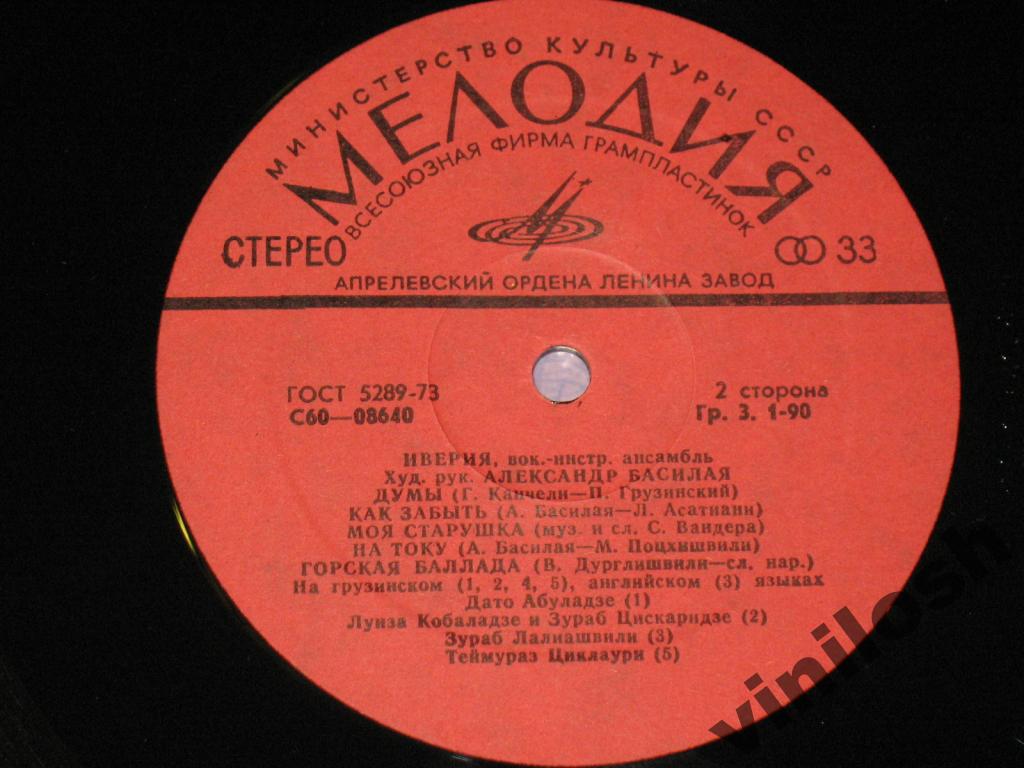 МИНИСТЕРСТВО КУЛЬТУРЫ СССР
МЕЛОДИЯ
ВСЕСОЮЗНАЯ ФИРМА ГРАМПЛАСТИНОК
СТЕРЕО
33
АПРЕЛЕВСКИЙ ОРДЕНА ЛЕНИНА ЗАВОД
ГОСТ 5289-73
2 сторона
С60—08640
Гр. 3. 1-90
ИВЕРИЯ, вок.-инстр. ансамбль
Худ. рук. АЛЕКСАНДР БАСИЛАЯ
ДУМЫ (Г. Канчели—П. Грузинский)
КАК ЗАБЫТЬ (А. Басилая—Л. Асатиани)
МОЯ СТАРУШКА (муз. и сл. С. Вандера)
НА ТОКУ (А. Басилая—М. Поцхишвили)
ГОРСКАЯ БАЛЛАДА (В. Дурглишвили—сл. нар.)
На грузинском (1, 2, 4, 5), английском (3) языках
Дато Абуладзе (1)
Луиза Кобаладзе и Зураб Цискаридзе (2)
Зураб Лалиашвили (3)
Теймураз Циклаури (5)
vinilosh